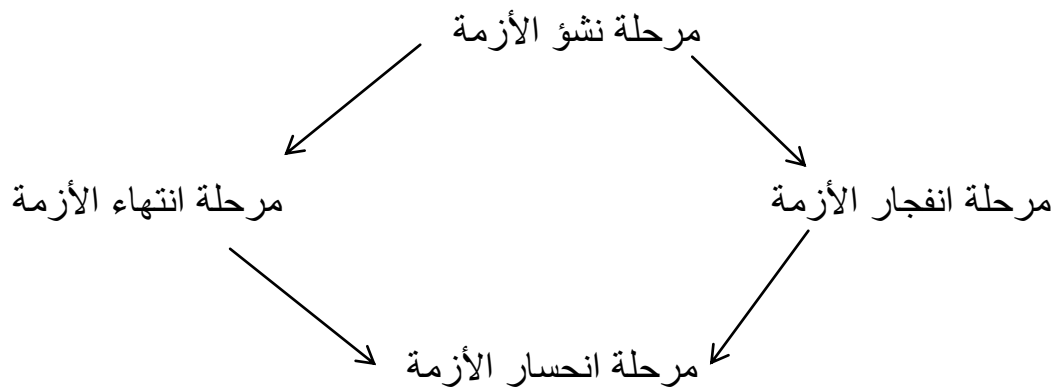 مرحلة نشؤ الأزمة
مرحلة انفجار الأزمة
مرحلة انتهاء الأزمة
مرحلة انحسار الأزمة